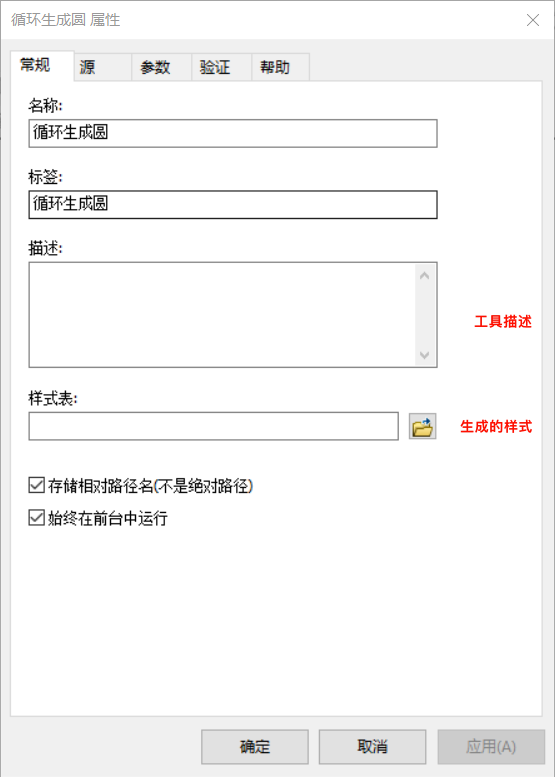 循环生成圆 属性
常规 源 参数 验证 帮助
名称:
循环生成圆
标签:
循环生成圆
描述:
工具描述
样式表:
生成的样式
存储相对路径名(不是绝对路径)
始终在前台中运行
确定 取消 应用(A)